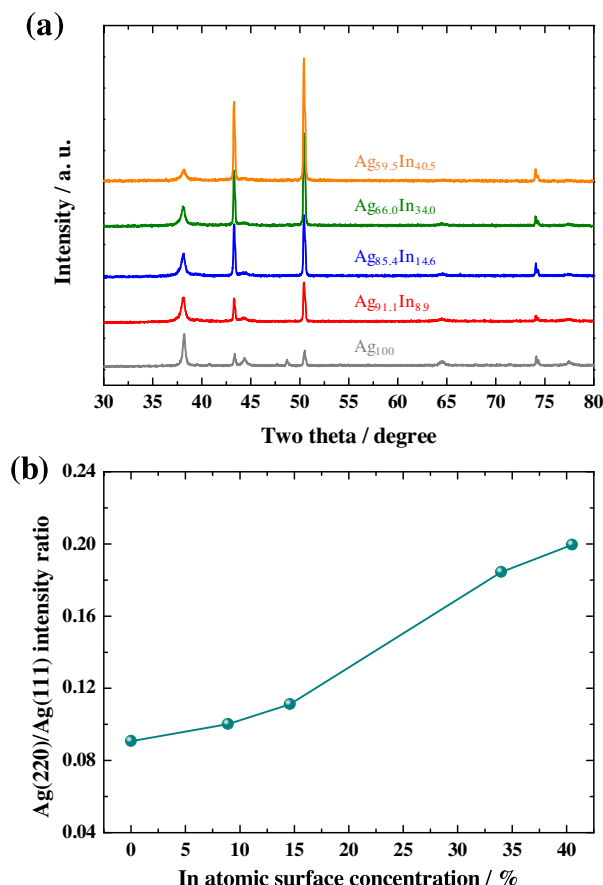 (a)
Intensity / a. u.
Ag59.5In40.5
Ag66.0In34.0
Ag85.4In14.6
Ag91.1In8.9
Ag100
30 35 40 45 50 55 60 65 70 75 80
Two theta / degree
(b)
Ag(220)/Ag(111) intensity ratio
0.24
0.20
0.16
0.12
0.08
0.04
0 5 10 15 20 25 30 35 40
In atomic surface concentration / %